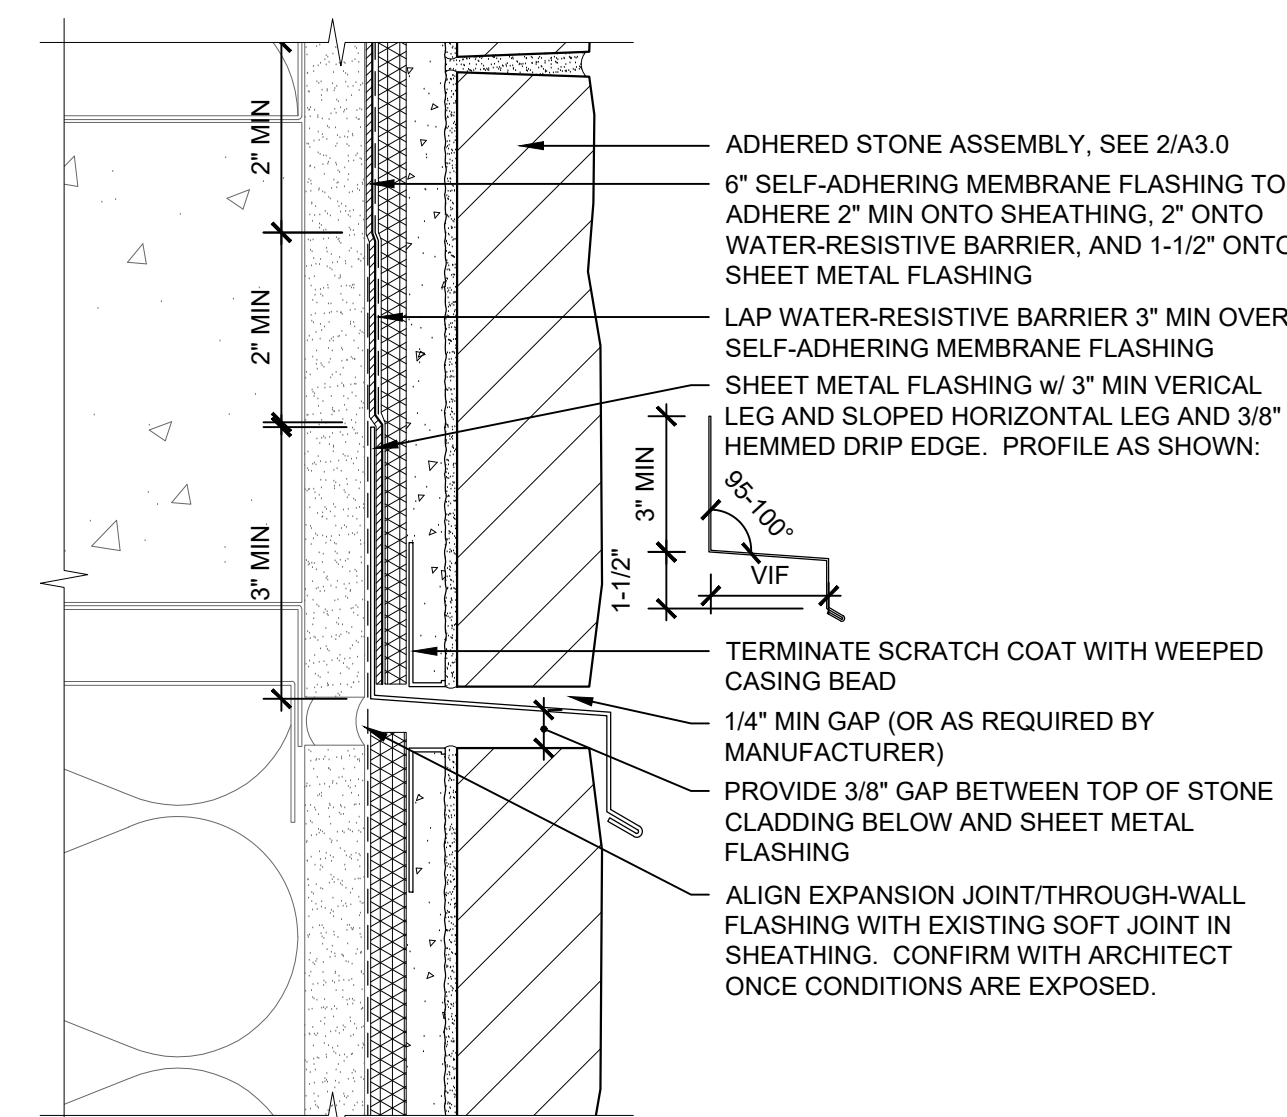 2" MIN
2" MIN
3" MIN
ADHERED STONE ASSEMBLY, SEE 2/A3.0
6" SELF-ADHERING MEMBRANE FLASHING TO
ADHERE 2" MIN ONTO SHEATHING, 2" ONTO
WATER-RESISTIVE BARRIER, AND 1-1/2" ONTO
SHEET METAL FLASHING
LAP WATER-RESISTIVE BARRIER 3" MIN OVER
SELF-ADHERING MEMBRANE FLASHING
SHEET METAL FLASHING w/ 3" MIN VERICAL
LEG AND SLOPED HORIZONTAL LEG AND 3/8"
HEMMED DRIP EDGE.  PROFILE AS SHOWN:
3" MIN
95-100°
1-1/2"
VIF
TERMINATE SCRATCH COAT WITH WEEPED
CASING BEAD
1/4" MIN GAP (OR AS REQUIRED BY
MANUFACTURER)
PROVIDE 3/8" GAP BETWEEN TOP OF STONE
CLADDING BELOW AND SHEET METAL
FLASHING
ALIGN EXPANSION JOINT/THROUGH-WALL
FLASHING WITH EXISTING SOFT JOINT IN
SHEATHING.  CONFIRM WITH ARCHITECT
ONCE CONDITIONS ARE EXPOSED.